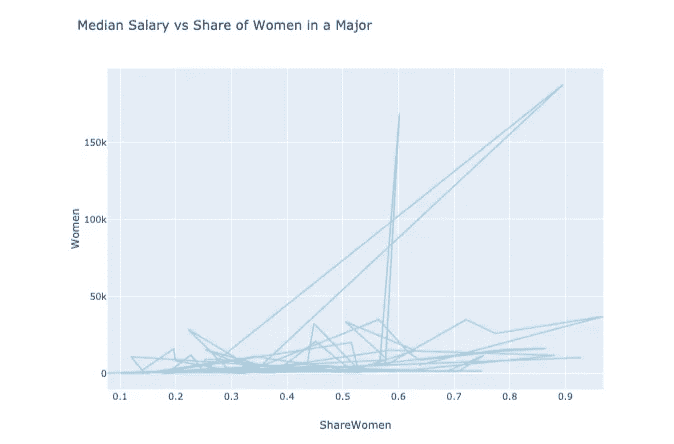 Median Salary vs Share of Women in a Major
150k
100k
50k
0
Women
0.1 0.2 0.3 0.4 0.5 0.6 0.7 0.8 0.9
ShareWomen